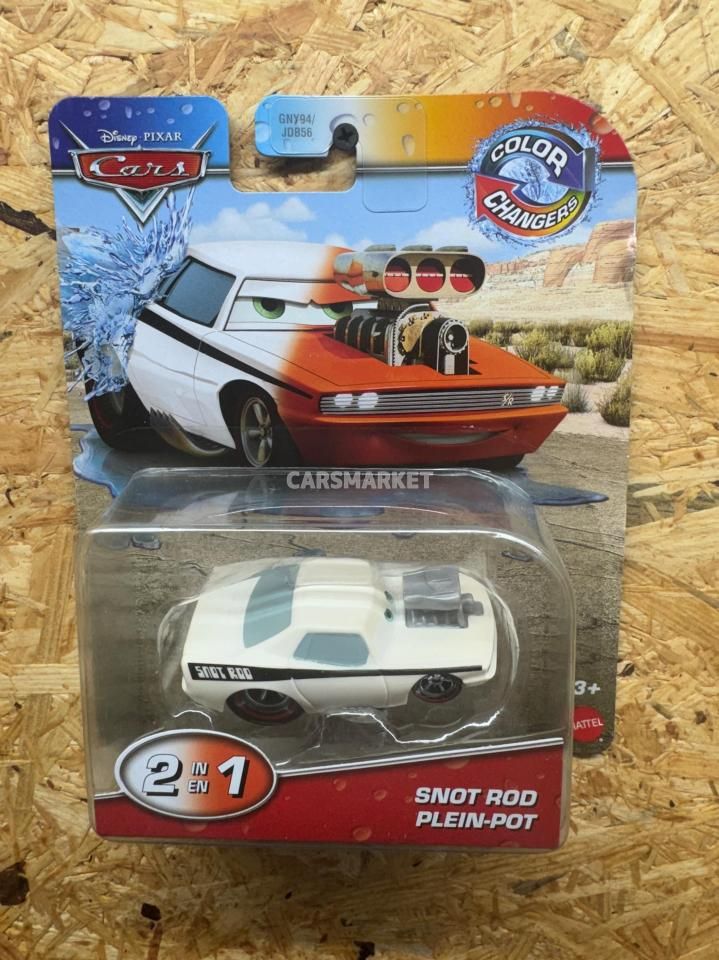 GNY94/
JDB56
Disney · PIXAR
Cars
COLOR
CHANGERS
S/R
CARSMARKET
SNOT ROD
3+
MATTEL
2 IN 1
EN
SNOT ROD
PLEIN-POT